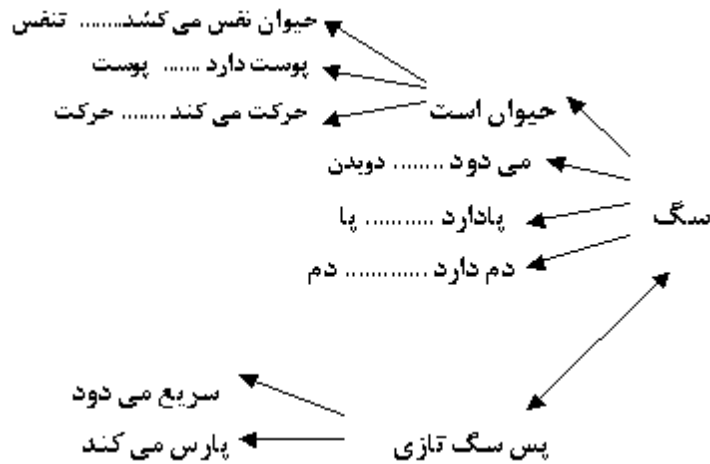 حیوان نفس می کشد........ تنفس
پوست دارد ...... پوست
حیوان است
حرکت می کند ........ حرکت
می دود ........ دویدن
سگ
پادارد ........... پا
دم دارد ............. دم
سریع می دود
پس سگ تازی
پارس می کند